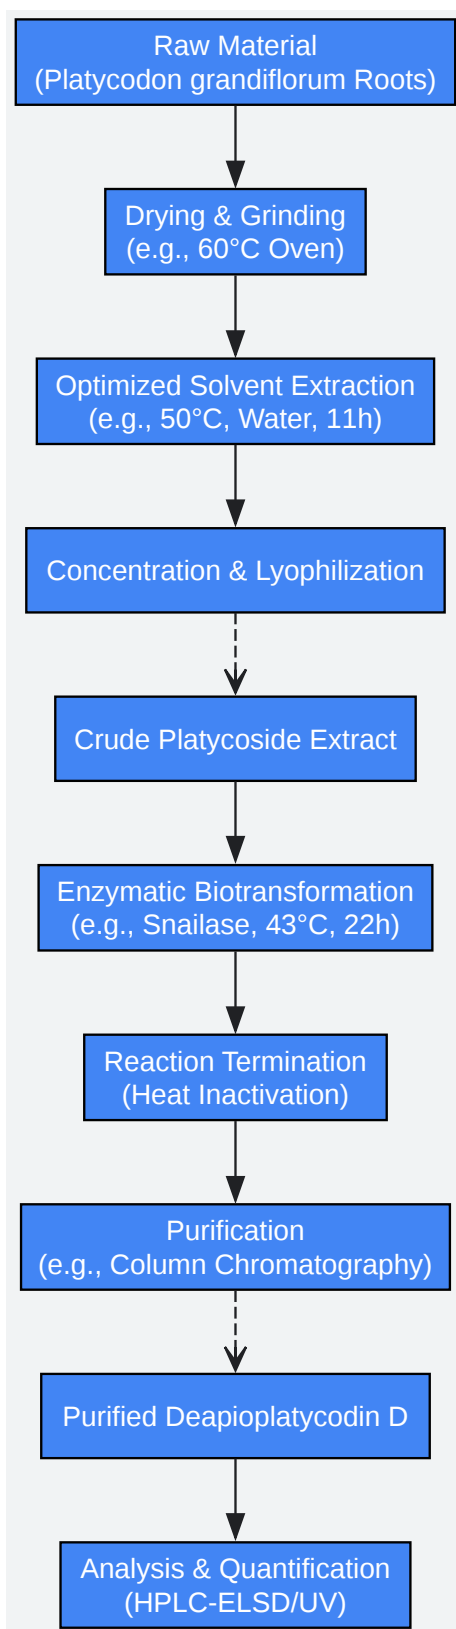 Raw Material
(Platycodon grandiflorum Roots)
Drying & Grinding
(e.g., 60°C Oven)
Optimized Solvent Extraction
(e.g., 50°C, Water, 11h)
Concentration & Lyophilization
Crude Platycoside Extract
Enzymatic Biotransformation
(e.g., Snailase, 43°C, 22h)
Reaction Termination
(Heat Inactivation)
Purification
(e.g., Column Chromatography)
Purified Deapioplatycodin D
Analysis & Quantification
(HPLC-ELSD/UV)